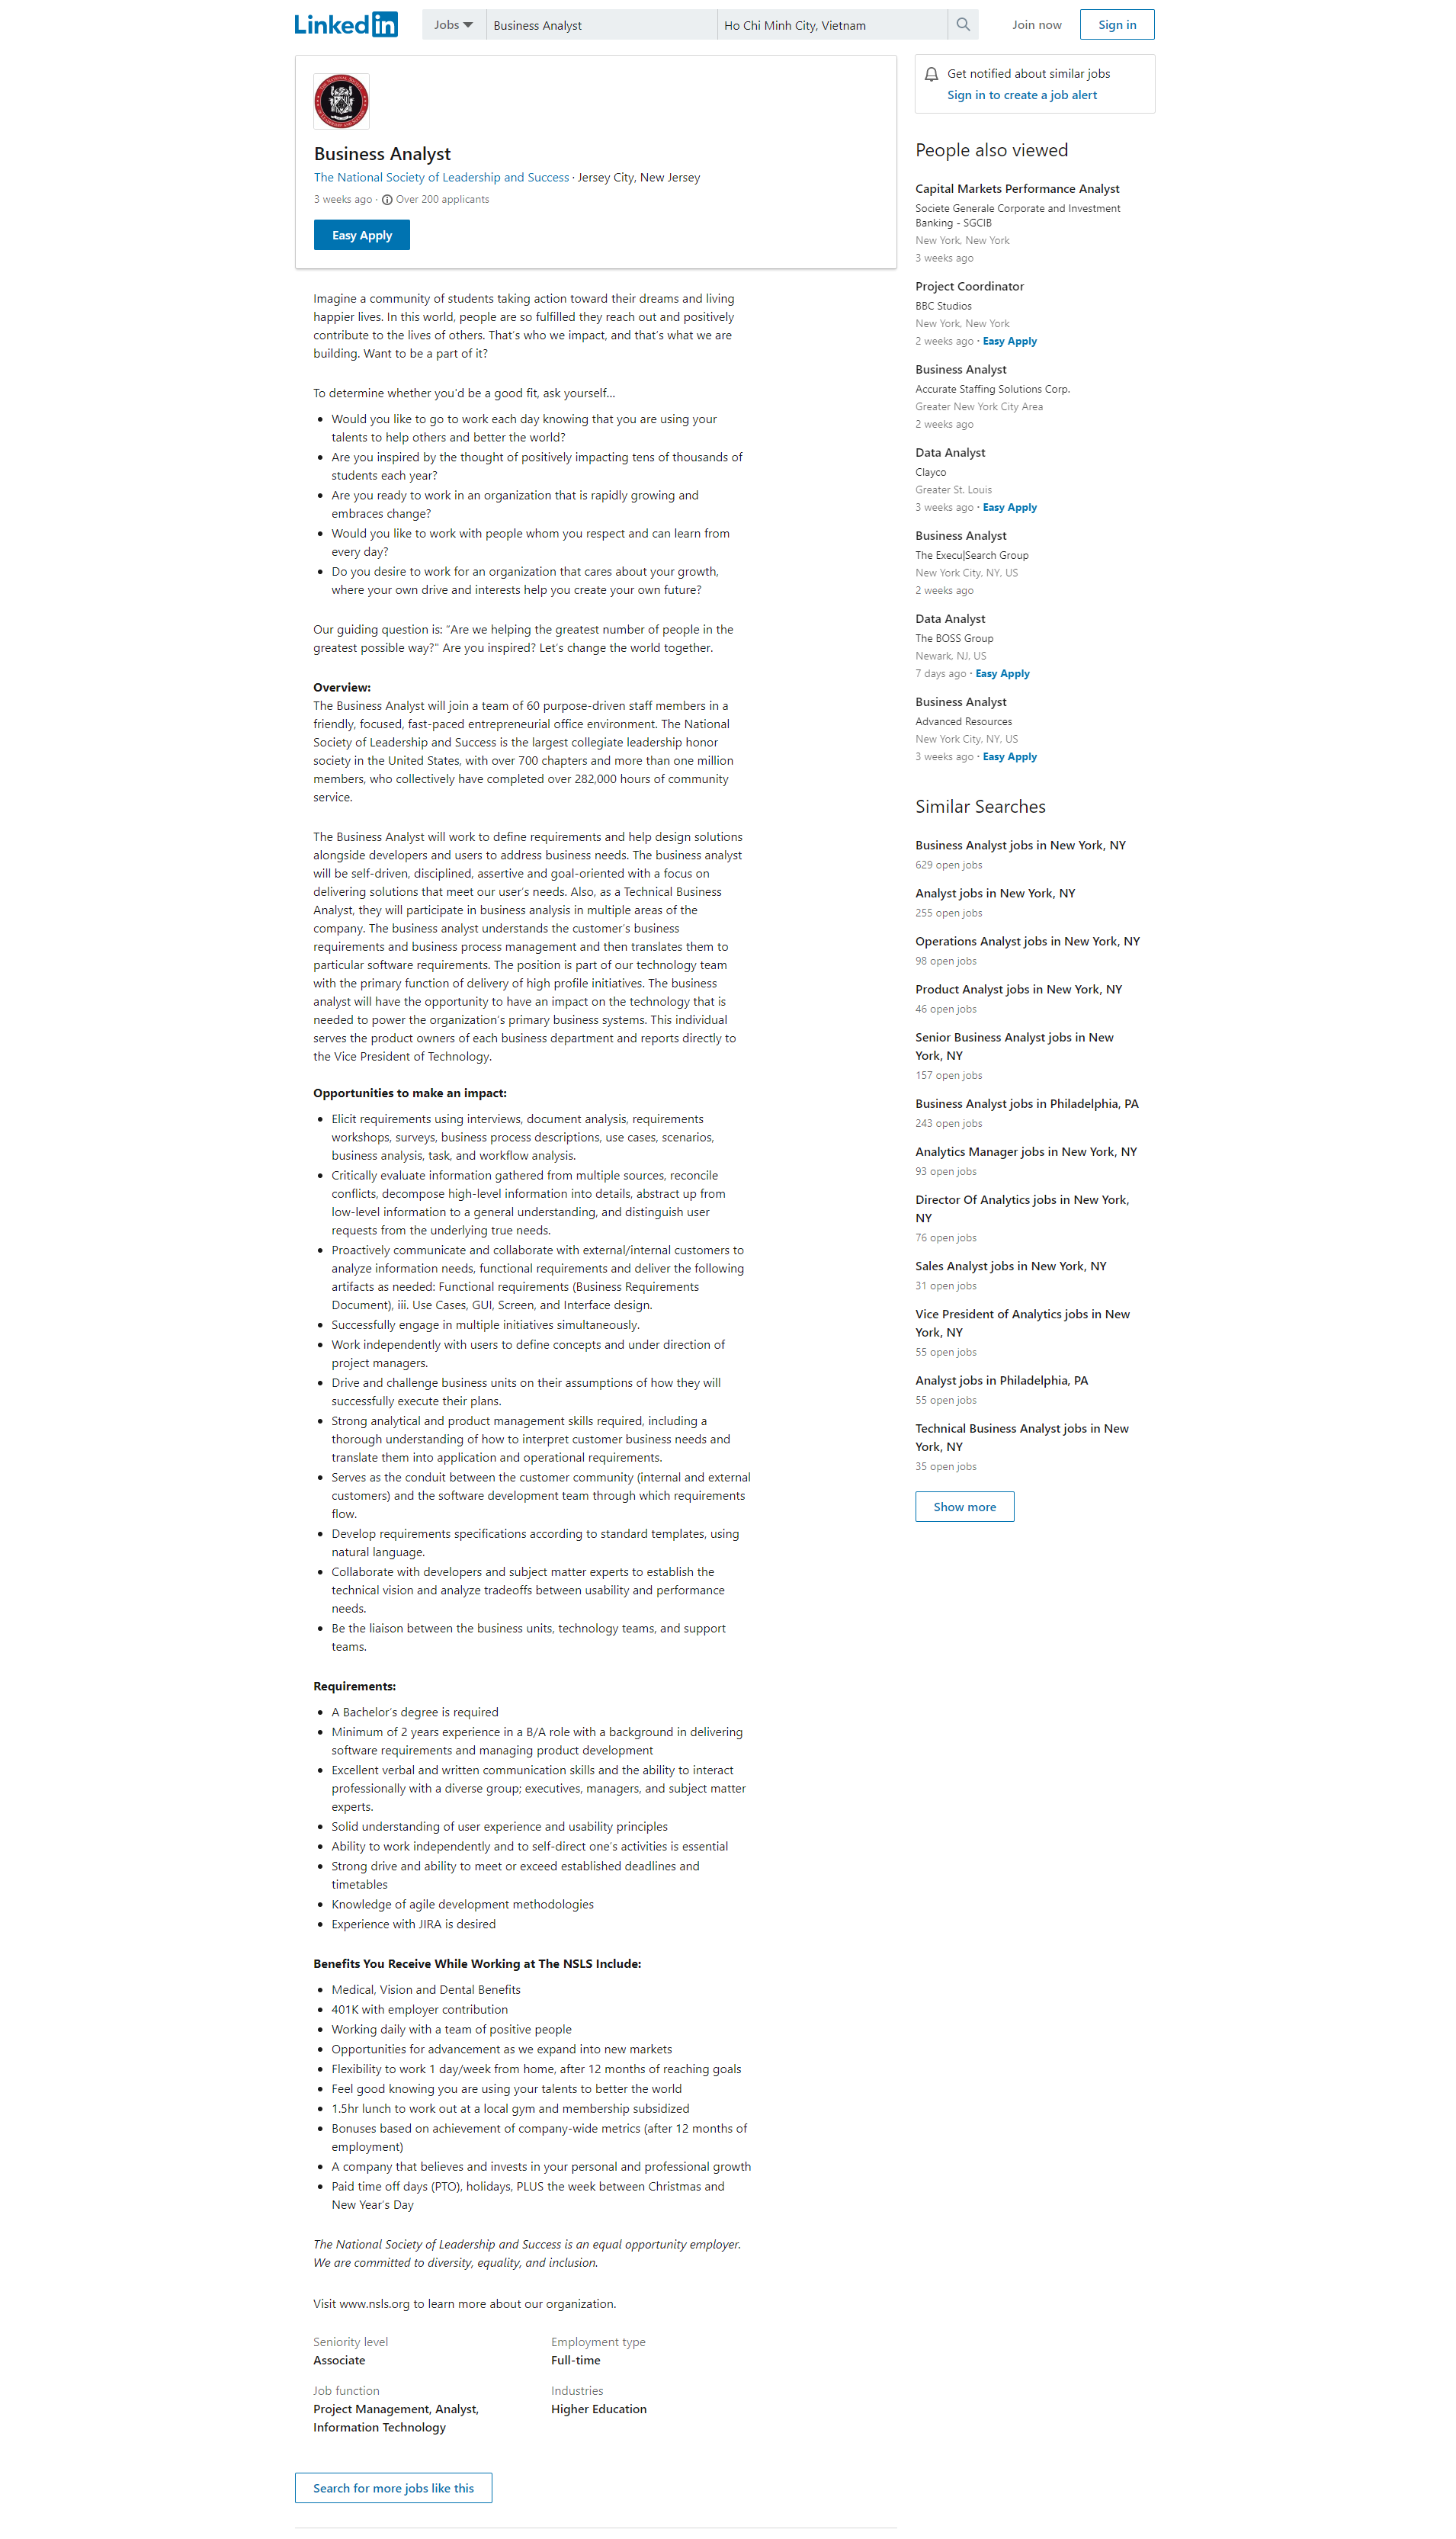 LinkedIn
Jobs
Business Analyst
Ho Chi Minh City, Vietnam
Join now
Sign in
Business Analyst
The National Society of Leadership and Success · Jersey City, New Jersey
3 weeks ago · Over 200 applicants
Easy Apply
Imagine a community of students taking action toward their dreams and living
happier lives. In this world, people are so fulfilled they reach out and positively
contribute to the lives of others. That's who we impact, and that's what we are
building. Want to be a part of it?
To determine whether you'd be a good fit, ask yourself...
• Would you like to go to work each day knowing that you are using your
talents to help others and better the world?
• Are you inspired by the thought of positively impacting tens of thousands of
students each year?
• Are you ready to work in an organization that is rapidly growing and
embraces change?
• Would you like to work with people whom you respect and can learn from
every day?
• Do you desire to work for an organization that cares about your growth,
where your own drive and interests help you create your own future?
Our guiding question is: "Are we helping the greatest number of people in the
greatest possible way?" Are you inspired? Let's change the world together.
Overview:
The Business Analyst will join a team of 60 purpose-driven staff members in a
friendly, focused, fast-paced entrepreneurial office environment. The National
Society of Leadership and Success is the largest collegiate leadership honor
society in the United States, with over 700 chapters and more than one million
members, who collectively have completed over 282,000 hours of community
service.
The Business Analyst will work to define requirements and help design solutions
alongside developers and users to address business needs. The business analyst
will be self-driven, disciplined, assertive and goal-oriented with a focus on
delivering solutions that meet our user's needs. Also, as a Technical Business
Analyst, they will participate in business analysis in multiple areas of the
company. The business analyst understands the customer's business
requirements and business process management and then translates them to
particular software requirements. The position is part of our technology team
with the primary function of delivery of high profile initiatives. The business
analyst will have the opportunity to have an impact on the technology that is
needed to power the organization's primary business systems. This individual
serves the product owners of each business department and reports directly to
the Vice President of Technology.
Opportunities to make an impact:
• Elicit requirements using interviews, document analysis, requirements
workshops, surveys, business process descriptions, use cases, scenarios,
business analysis, task, and workflow analysis.
• Critically evaluate information gathered from multiple sources, reconcile
conflicts, decompose high-level information into details, abstract up from
low-level information to a general understanding, and distinguish user
requests from the underlying true needs.
• Proactively communicate and collaborate with external/internal customers to
analyze information needs, functional requirements and deliver the following
artifacts as needed: Functional requirements (Business Requirements
Document), iii. Use Cases, GUI, Screen, and Interface design.
• Successfully engage in multiple initiatives simultaneously.
• Work independently with users to define concepts and under direction of
project managers.
• Drive and challenge business units on their assumptions of how they will
successfully execute their plans.
• Strong analytical and product management skills required, including a
thorough understanding of how to interpret customer business needs and
translate them into application and operational requirements.
• Serves as the conduit between the customer community (internal and external
customers) and the software development team through which requirements
flow.
• Develop requirements specifications according to standard templates, using
natural language.
• Collaborate with developers and subject matter experts to establish the
technical vision and analyze tradeoffs between usability and performance
needs.
• Be the liaison between the business units, technology teams, and support
teams.
Requirements:
• A Bachelor's degree is required
• Minimum of 2 years experience in a B/A role with a background in delivering
software requirements and managing product development
• Excellent verbal and written communication skills and the ability to interact
professionally with a diverse group; executives, managers, and subject matter
experts.
• Solid understanding of user experience and usability principles
• Ability to work independently and to self-direct one's activities is essential
• Strong drive and ability to meet or exceed established deadlines and
timetables
• Knowledge of agile development methodologies
• Experience with JIRA is desired
Benefits You Receive While Working at The NSLS Include:
• Medical, Vision and Dental Benefits
• 401K with employer contribution
• Working daily with a team of positive people
• Opportunities for advancement as we expand into new markets
• Flexibility to work 1 day/week from home, after 12 months of reaching goals
• Feel good knowing you are using your talents to better the world
• 1.5hr lunch to work out at a local gym and membership subsidized
• Bonuses based on achievement of company-wide metrics (after 12 months of
employment)
• A company that believes and invests in your personal and professional growth
• Paid time off days (PTO), holidays, PLUS the week between Christmas and
New Year's Day
The National Society of Leadership and Success is an equal opportunity employer.
We are committed to diversity, equality, and inclusion.
Visit www.nsls.org to learn more about our organization.
Seniority level
Associate
Employment type
Full-time
Job function
Project Management, Analyst,
Information Technology
Industries
Higher Education
Search for more jobs like this
Get notified about similar jobs
Sign in to create a job alert
People also viewed
Capital Markets Performance Analyst
Societe Generale Corporate and Investment
Banking - SGCIB
New York, New York
3 weeks ago
Project Coordinator
BBC Studios
New York, New York
2 weeks ago · Easy Apply
Business Analyst
Accurate Staffing Solutions Corp.
Greater New York City Area
2 weeks ago
Data Analyst
Clayco
Greater St. Louis
3 weeks ago · Easy Apply
Business Analyst
The Execu|Search Group
New York City, NY, US
2 weeks ago
Data Analyst
The BOSS Group
Newark, NJ, US
7 days ago · Easy Apply
Business Analyst
Advanced Resources
New York City, NY, US
3 weeks ago · Easy Apply
Similar Searches
Business Analyst jobs in New York, NY
629 open jobs
Analyst jobs in New York, NY
255 open jobs
Operations Analyst jobs in New York, NY
98 open jobs
Product Analyst jobs in New York, NY
46 open jobs
Senior Business Analyst jobs in New
York, NY
157 open jobs
Business Analyst jobs in Philadelphia, PA
243 open jobs
Analytics Manager jobs in New York, NY
93 open jobs
Director Of Analytics jobs in New York,
NY
76 open jobs
Sales Analyst jobs in New York, NY
31 open jobs
Vice President of Analytics jobs in New
York, NY
55 open jobs
Analyst jobs in Philadelphia, PA
55 open jobs
Technical Business Analyst jobs in New
York, NY
35 open jobs
Show more